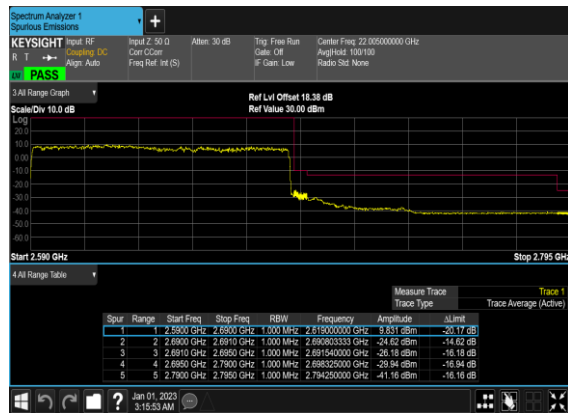 Spectrum Analyzer 1
Spurious Emissions
+
KEYSIGHT Input: RF Input Z: 50 Ω Atten: 30 dB Trig: Free Run Center Freq: 22.005000000 GHz
R T Coupling: DC Corr CCorr Gate: Off Avg|Hold: 100/100
Align: Auto Freq Ref: Int (S) IF Gain: Low Radio Std: None
LXI PASS
3 All Range Graph
Ref Lvl Offset 18.38 dB
Scale/Div 10.0 dB Ref Value 30.00 dBm
Log
20.0
10.0
0.00
-10.0
-20.0
-30.0
-40.0
-50.0
-60.0
Start 2.590 GHz Stop 2.795 GHz
4 All Range Table
Measure Trace Trace 1
Trace Type Trace Average (Active)
Spur Range Start Freq Stop Freq RBW Frequency Amplitude ΔLimit
1 1 2.5900 GHz 2.6900 GHz 1.000 MHz 2.619000000 GHz 9.831 dBm -20.17 dB
2 2 2.6900 GHz 2.6910 GHz 1.000 MHz 2.690803333 GHz -24.62 dBm -14.62 dB
3 3 2.6910 GHz 2.6950 GHz 1.000 MHz 2.691540000 GHz -26.18 dBm -16.18 dB
4 4 2.6950 GHz 2.7900 GHz 1.000 MHz 2.698325000 GHz -29.94 dBm -16.94 dB
5 5 2.7900 GHz 2.7950 GHz 1.000 MHz 2.794250000 GHz -41.16 dBm -16.16 dB
? Jan 01, 2023
3:15:53 AM